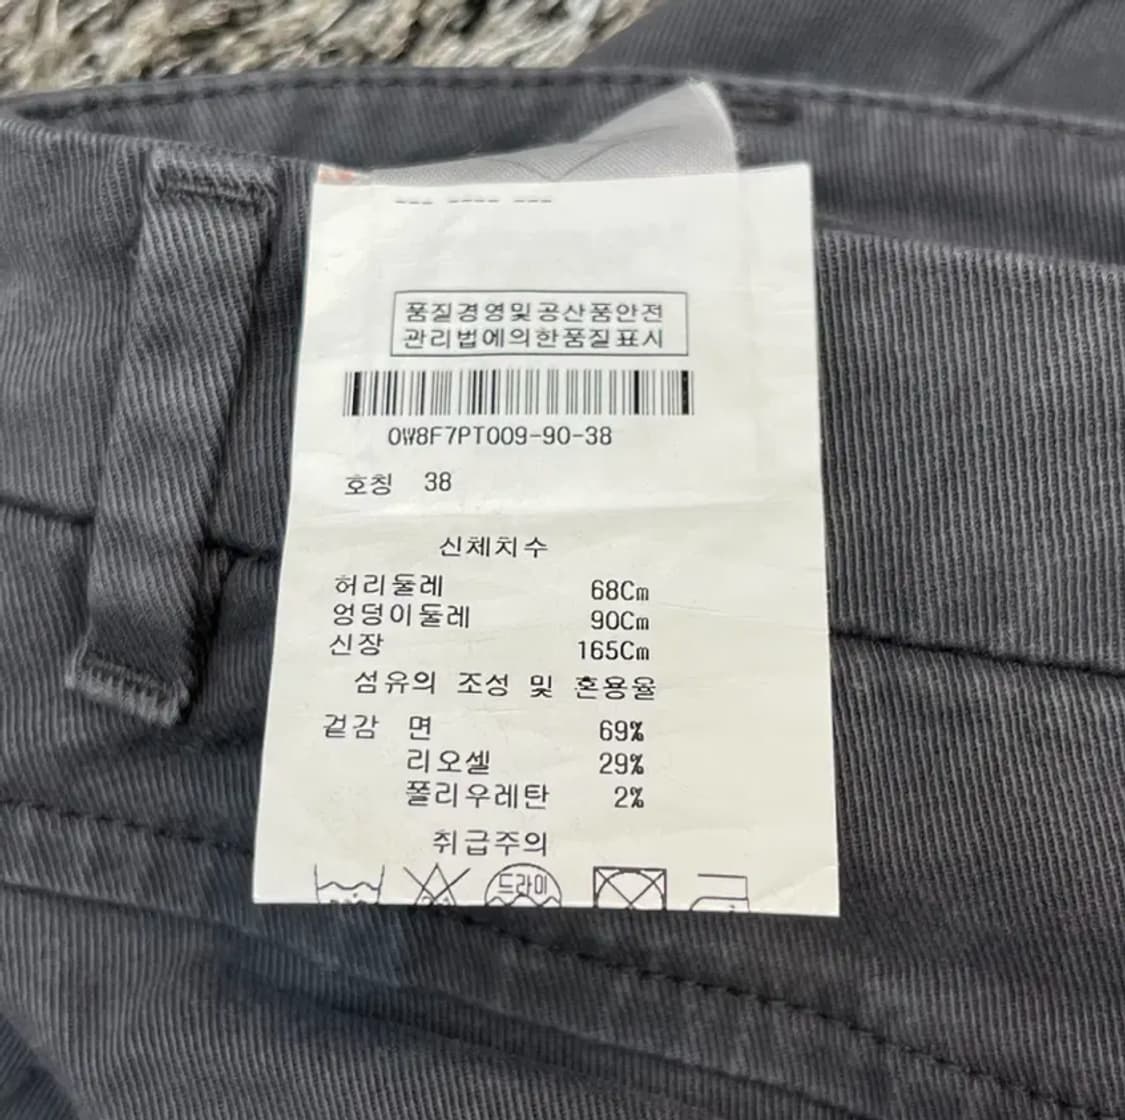 품질경영및공산품안전
관리법에의한품질표시
OW8F7PT009-90-38
호칭 38
신체치수
허리둘레 68Cm
엉덩이둘레 90Cm
신장 165Cm
섬유의 조성 및 혼용율
겉감 면 69%
리오셀 29%
폴리우레탄 2%
취급주의
드라이